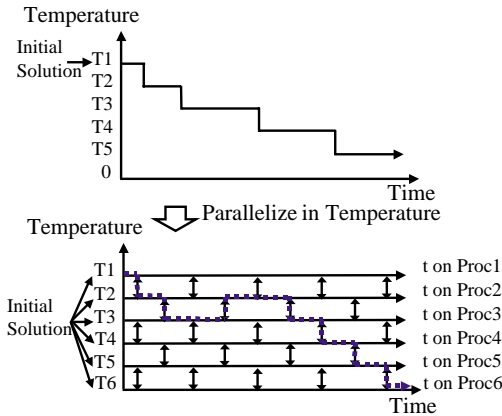 Temperature
Initial
Solution
T1
T2
T3
T4
T5
0
Time
Parallelize in Temperature
Temperature
Initial
Solution
T1
T2
T3
T4
T5
T6
t on Proc1
t on Proc2
t on Proc3
t on Proc4
t on Proc5
t on Proc6
Time